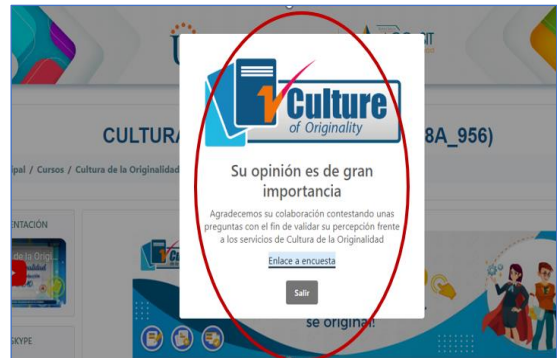 CULTURA
8A_956)
ipal / Cursos / Cultura de la Originalidad
ENTACIÓN
Culture
of Originality
Su opinión es de gran
importancia
Agradecemos su colaboración contestando unas
preguntas con el fin de validar su percepción frente
a los servicios de Cultura de la Originalidad
Enlace a encuesta
Salir
se original!
SKYPE